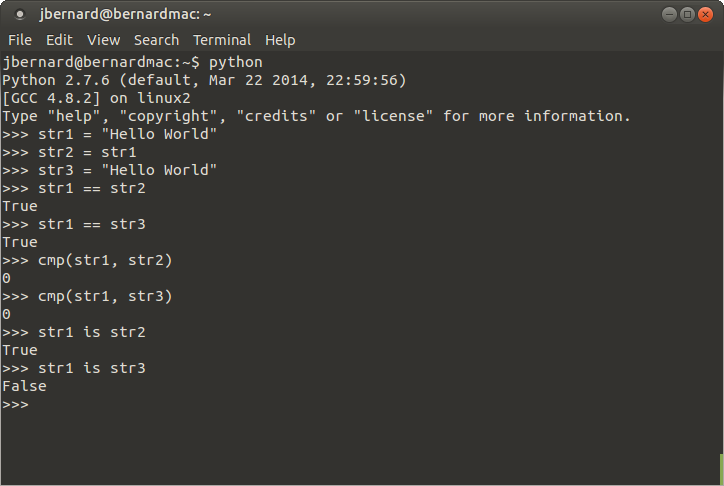 jbernard@bernardmac: ~
File Edit View Search Terminal Help
jbernard@bernardmac:~$ python
Python 2.7.6 (default, Mar 22 2014, 22:59:56)
[GCC 4.8.2] on linux2
Type "help", "copyright", "credits" or "license" for more information.
>>> str1 = "Hello World"
>>> str2 = str1
>>> str3 = "Hello World"
>>> str1 == str2
True
>>> str1 == str3
True
>>> cmp(str1, str2)
0
>>> cmp(str1, str3)
0
>>> str1 is str2
True
>>> str1 is str3
False
>>>